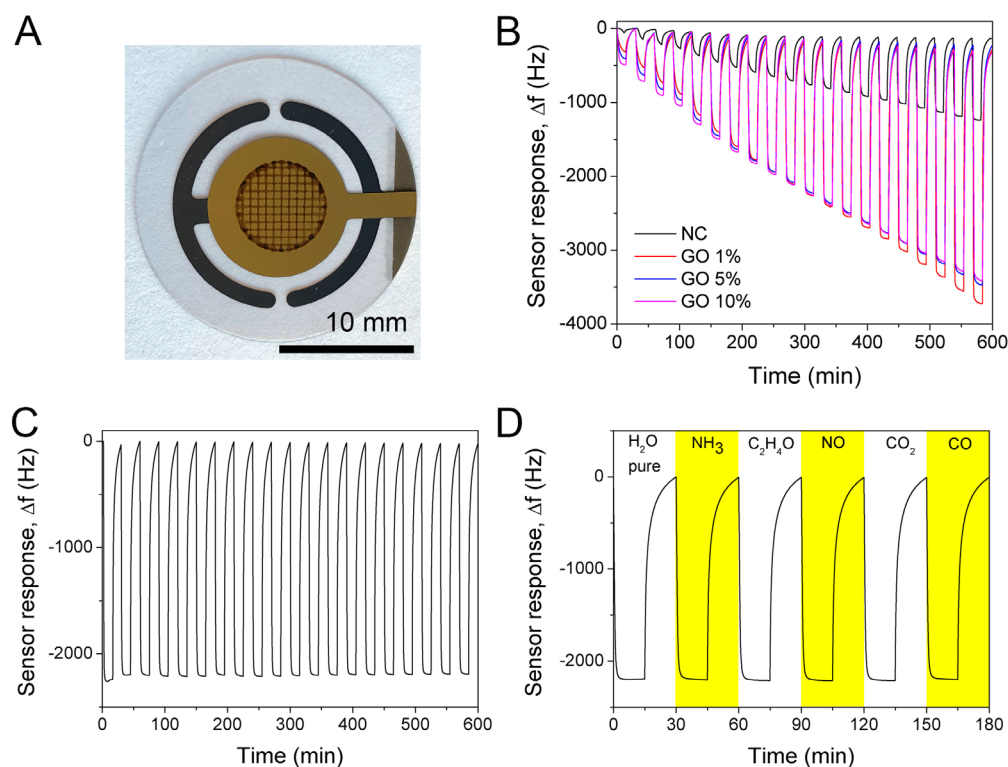 A
10 mm
B
Sensor response, Δf (Hz)
0
-1000
-2000
-3000
-4000
NC
GO 1%
GO 5%
GO 10%
0 100 200 300 400 500 600
Time (min)
C
Sensor response, Δf (Hz)
0
-1000
-2000
0 100 200 300 400 500 600
Time (min)
D
Sensor response, Δf (Hz)
0
-1000
-2000
H₂O NH₃ C₂H₄O NO CO₂ CO
pure
0 30 60 90 120 150 180
Time (min)